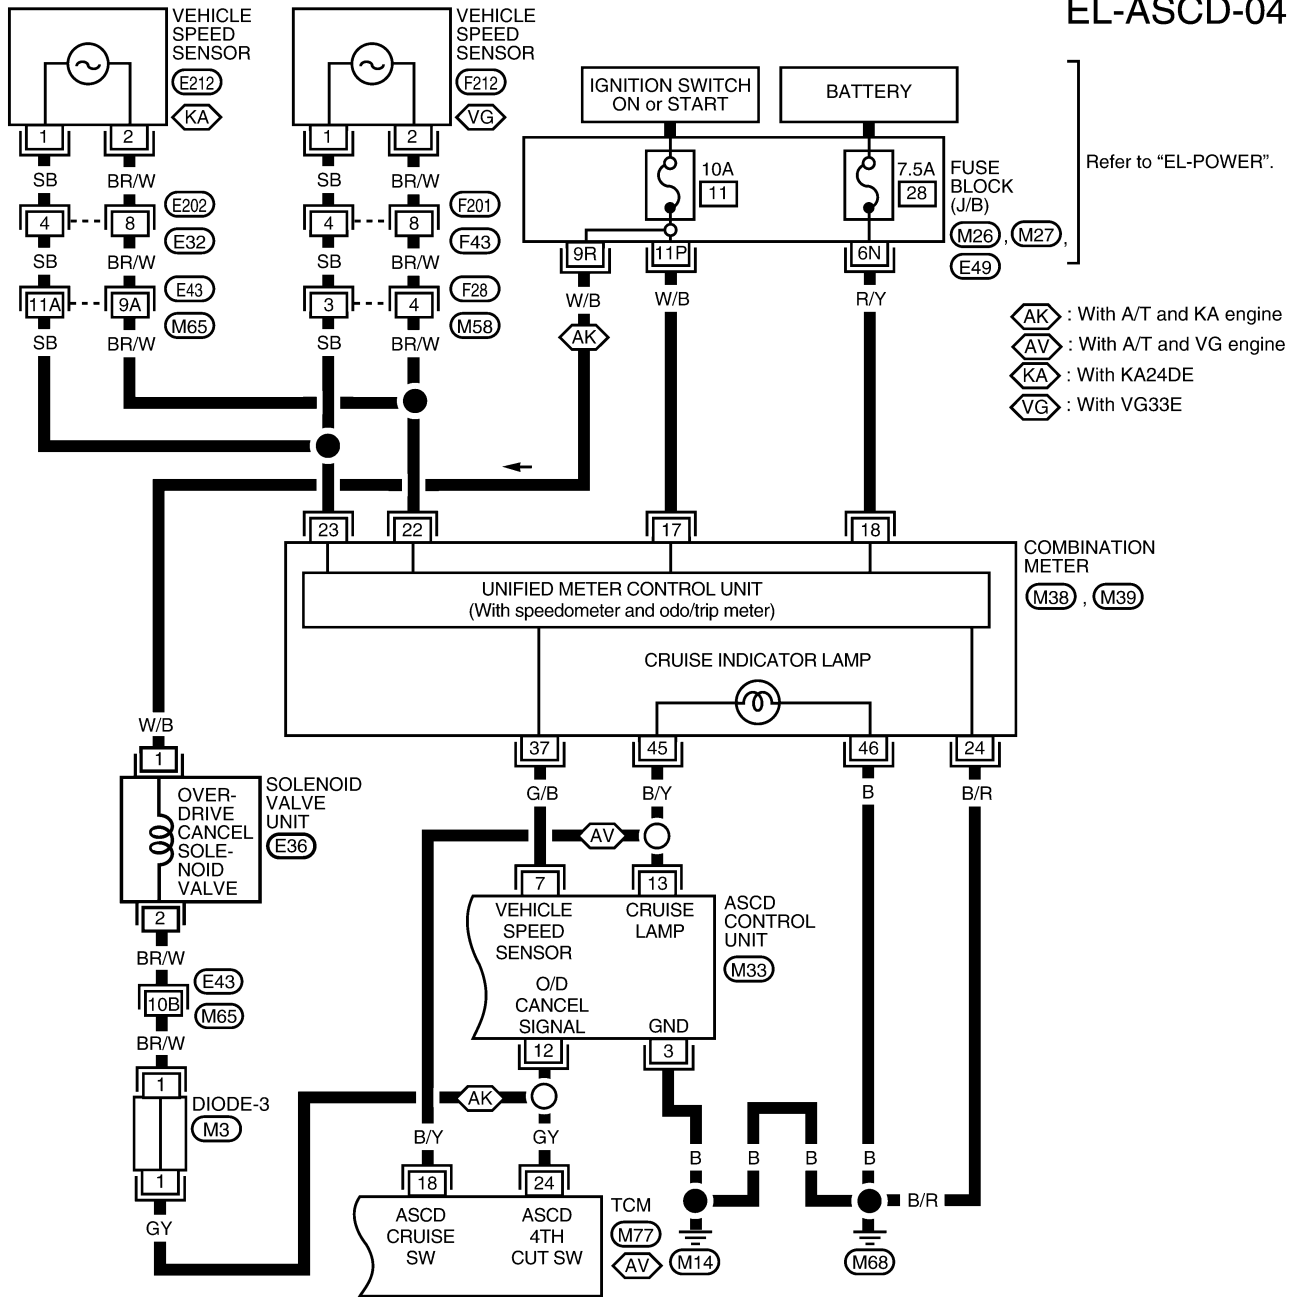 EL-ASCD-04
VEHICLE
SPEED
SENSOR
E212
KA
VEHICLE
SPEED
SENSOR
F212
VG
IGNITION SWITCH
ON or START
BATTERY
Refer to “EL-POWER”.
10A
11
7.5A
28
FUSE
BLOCK
(J/B)
M26 , M27 ,
E49
1 2 1 2
SB BR/W SB BR/W
4 8 E202 4 8 F201
E32 F43
9R 11P 6N
SB BR/W SB BR/W
11A 9A E43 3 4 F28
M65 M58
W/B W/B R/Y
SB BR/W SB BR/W
AK
AK : With A/T and KA engine
AV : With A/T and VG engine
KA : With KA24DE
VG : With VG33E
23 22 17 18
COMBINATION
METER
M38 , M39
UNIFIED METER CONTROL UNIT
(With speedometer and odo/trip meter)
CRUISE INDICATOR LAMP
37 45 46 24
G/B B/Y B B/R
W/B
1
OVER-
DRIVE
CANCEL
SOLE-
NOID
VALVE
SOLENOID
VALVE
UNIT
E36
2
BR/W
10B
E43
M65
BR/W
1
DIODE-3
M3
1
GY
AV
7 13
VEHICLE
SPEED
SENSOR
CRUISE
LAMP
O/D
CANCEL
SIGNAL
GND
ASCD
CONTROL
UNIT
M33
12 3
AK
B/Y GY
B B B B
18 24
B/R
ASCD
CRUISE
SW
ASCD
4TH
CUT SW
TCM
M77
AV
M14
M68